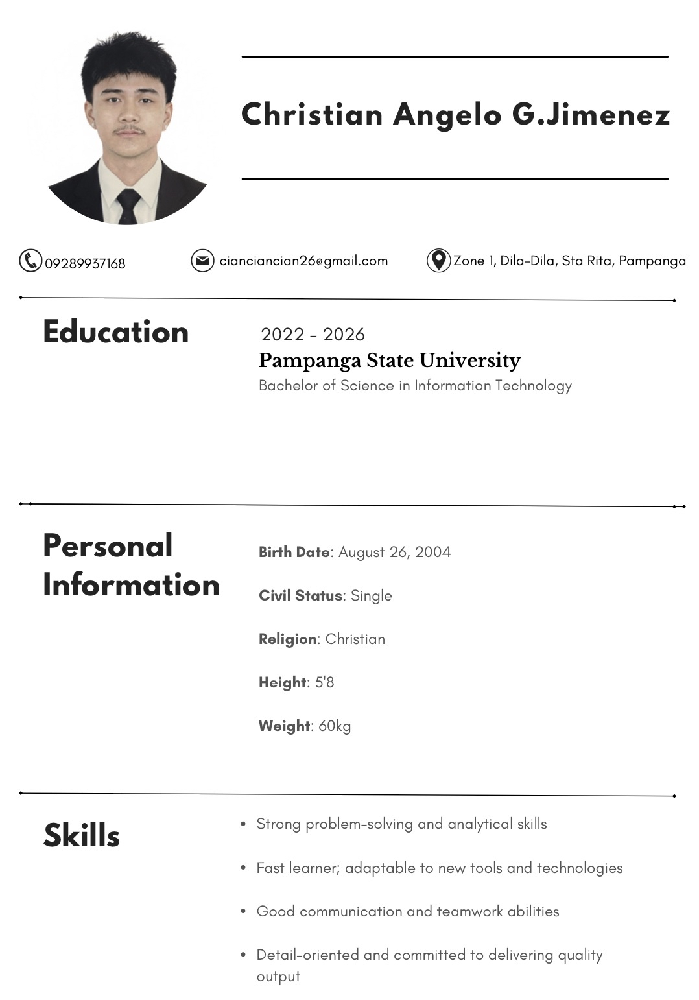 Christian Angelo G.Jimenez
09289937168
cianciancian26@gmail.com
Zone 1, Dila-Dila, Sta Rita, Pampanga
Education
2022 - 2026
Pampanga State University
Bachelor of Science in Information Technology
Personal
Information
Birth Date: August 26, 2004
Civil Status: Single
Religion: Christian
Height: 5'8
Weight: 60kg
Skills
• Strong problem-solving and analytical skills
• Fast learner; adaptable to new tools and technologies
• Good communication and teamwork abilities
• Detail-oriented and committed to delivering quality
output